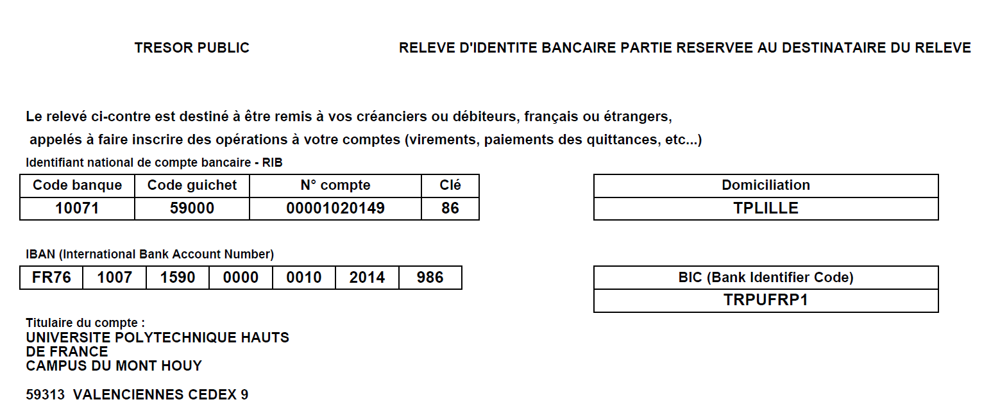 TRESOR PUBLIC RELEVE D'IDENTITE BANCAIRE PARTIE RESERVEE AU DESTINATAIRE DU RELEVE
Le relevé ci-contre est destiné à être remis à vos créanciers ou débiteurs, français ou étrangers,
appelés à faire inscrire des opérations à votre comptes (virements, paiements des quittances, etc...)
Identifiant national de compte bancaire - RIB
Code banque Code guichet N° compte Clé Domiciliation
10071 59000 00001020149 86 TPLILLE
IBAN (International Bank Account Number)
FR76 1007 1590 0000 0010 2014 986 BIC (Bank Identifier Code)
TRPUFRP1
Titulaire du compte :
UNIVERSITE POLYTECHNIQUE HAUTS
DE FRANCE
CAMPUS DU MONT HOUY
59313 VALENCIENNES CEDEX 9